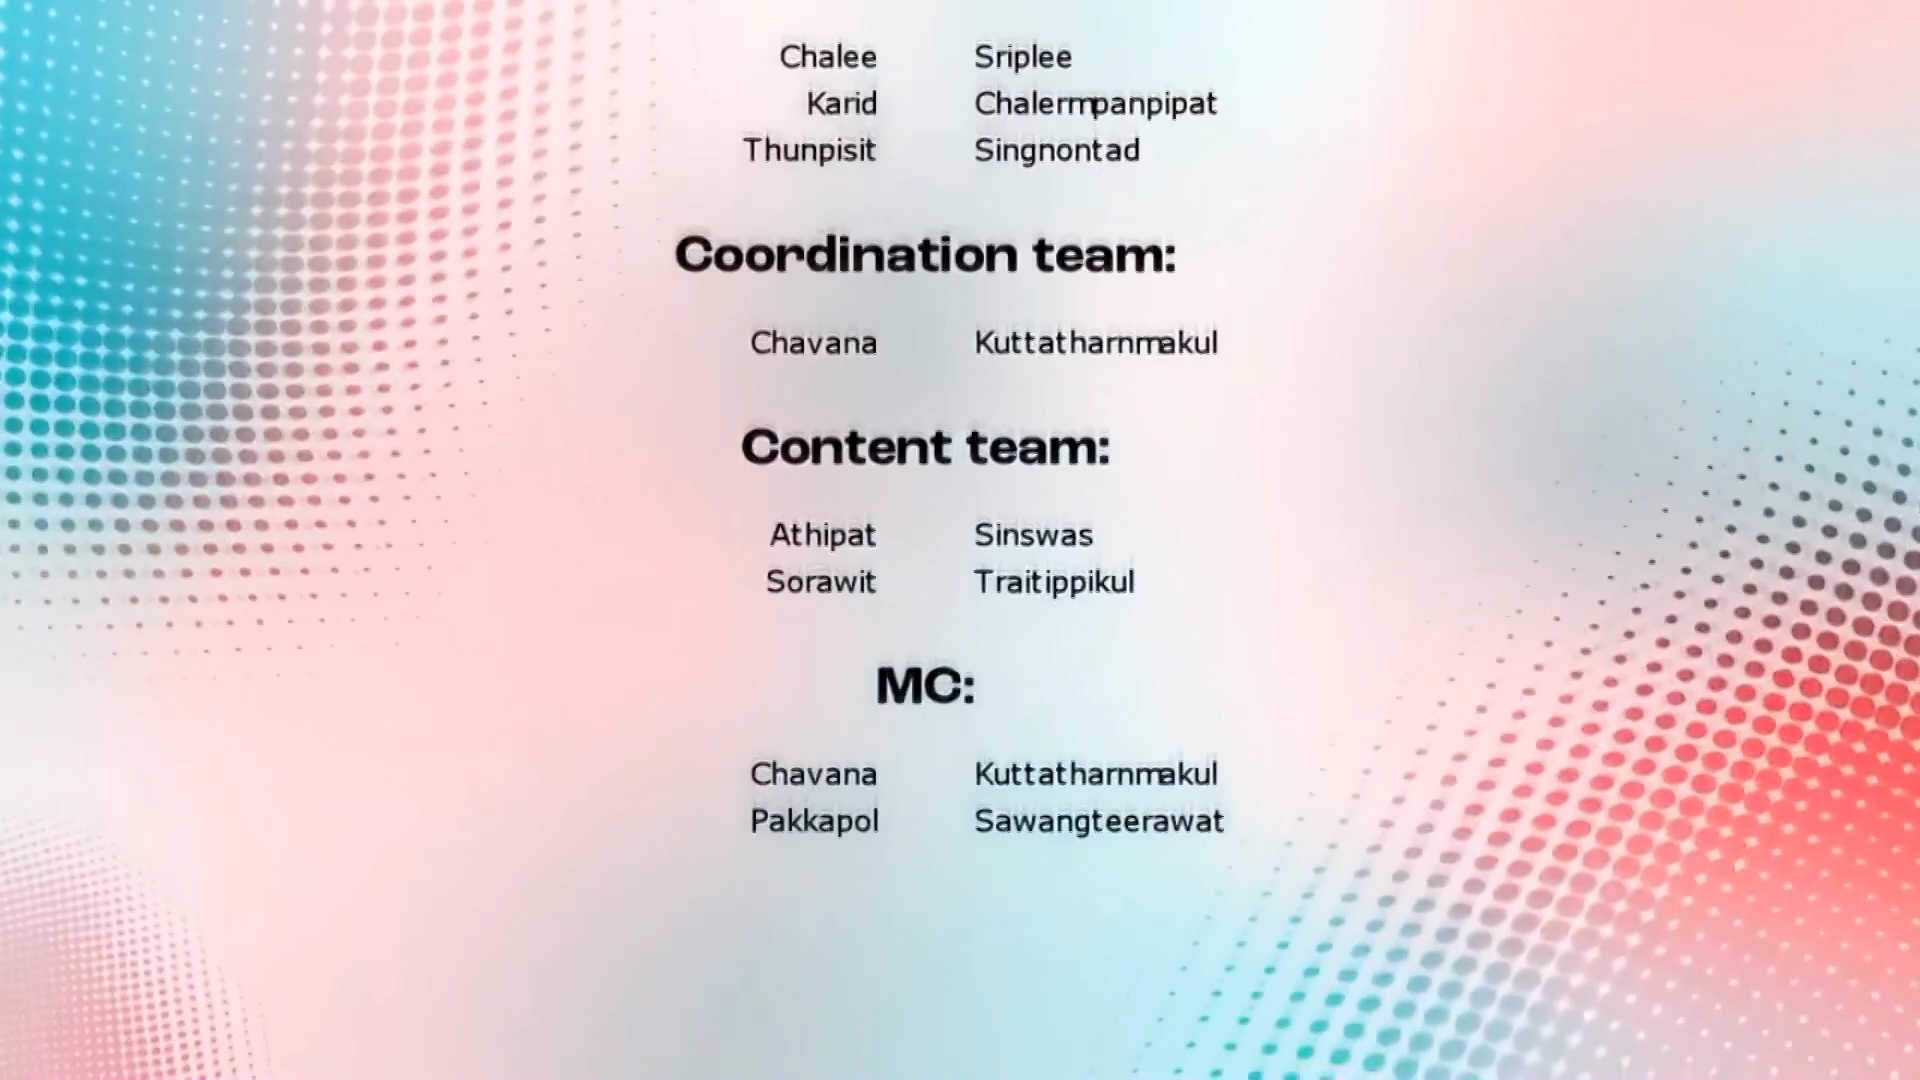 Chalee Sriplee
Karid Chalermpanpipat
Thunpisit Singnontad
Coordination team:
Chavana Kuttatharnmakul
Content team:
Athipat Sinswas
Sorawit Traitippikul
MC:
Chavana Kuttatharnmakul
Pakkapol Sawangteerawat